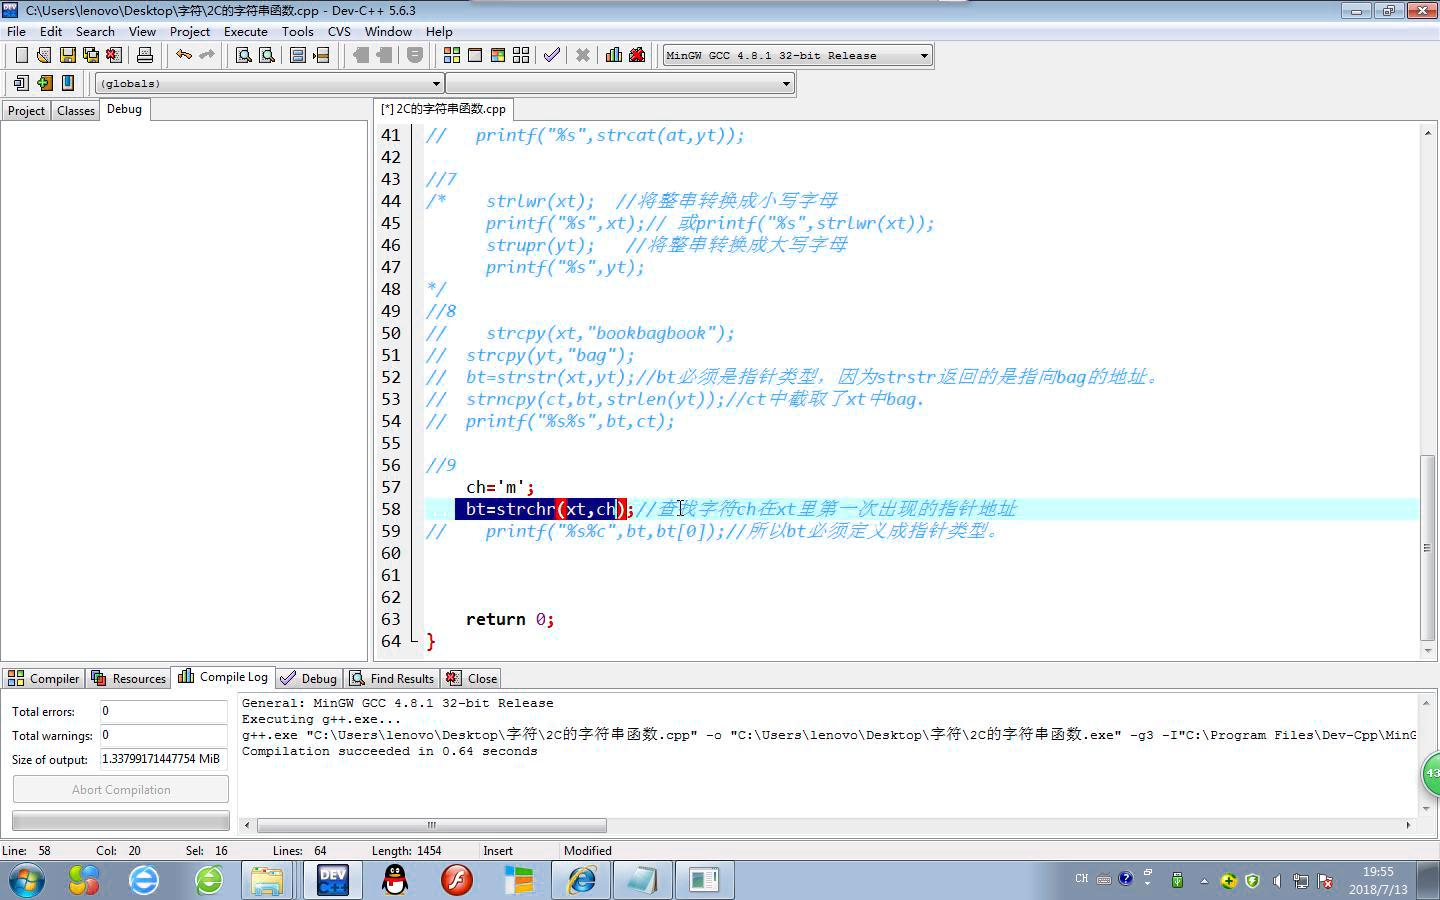 C:\Users\lenovo\Desktop\字符\2C的字符串函数.cpp - Dev-C++ 5.6.3
File Edit Search View Project Execute Tools CVS Window Help
MinGW GCC 4.8.1 32-bit Release
(globals)
Project Classes Debug
[*] 2C的字符串函数.cpp
41 // printf("%s",strcat(at,yt));
42
43 //7
44 /* strlwr(xt); //将整串转换成小写字母
45 printf("%s",xt);// 或printf("%s",strlwr(xt));
46 strupr(yt); //将整串转换成大写字母
47 printf("%s",yt);
48 */
49 //8
50 // strcpy(xt,"bookbagbook");
51 // strcpy(yt,"bag");
52 // bt=strstr(xt,yt);//bt必须是指针类型，因为strstr返回的是指向bag的地址。
53 // strncpy(ct,bt,strlen(yt));//ct中截取了xt中bag.
54 // printf("%s%s",bt,ct);
55
56 //9
57 ch='m';
58 bt=strchr(xt,ch);//查找字符ch在xt里第一次出现的指针地址
59 // printf("%s%c",bt,bt[0]);//所以bt必须定义成指针类型。
60
61
62
63 return 0;
64 }
Compiler Resources Compile Log Debug Find Results Close
Total errors: 0
Total warnings: 0
Size of output: 1.33799171447754 MiB
Abort Compilation
General: MinGW GCC 4.8.1 32-bit Release
Executing g++.exe...
g++.exe "C:\Users\lenovo\Desktop\字符\2C的字符串函数.cpp" -o "C:\Users\lenovo\Desktop\字符\2C的字符串函数.exe" -g3 -I"C:\Program Files\Dev-Cpp\MinG
Compilation succeeded in 0.64 seconds
43
Line: 58 Col: 20 Sel: 16 Lines: 64 Length: 1454 Insert Modified
DEV C++
CH
19:55
2018/7/13